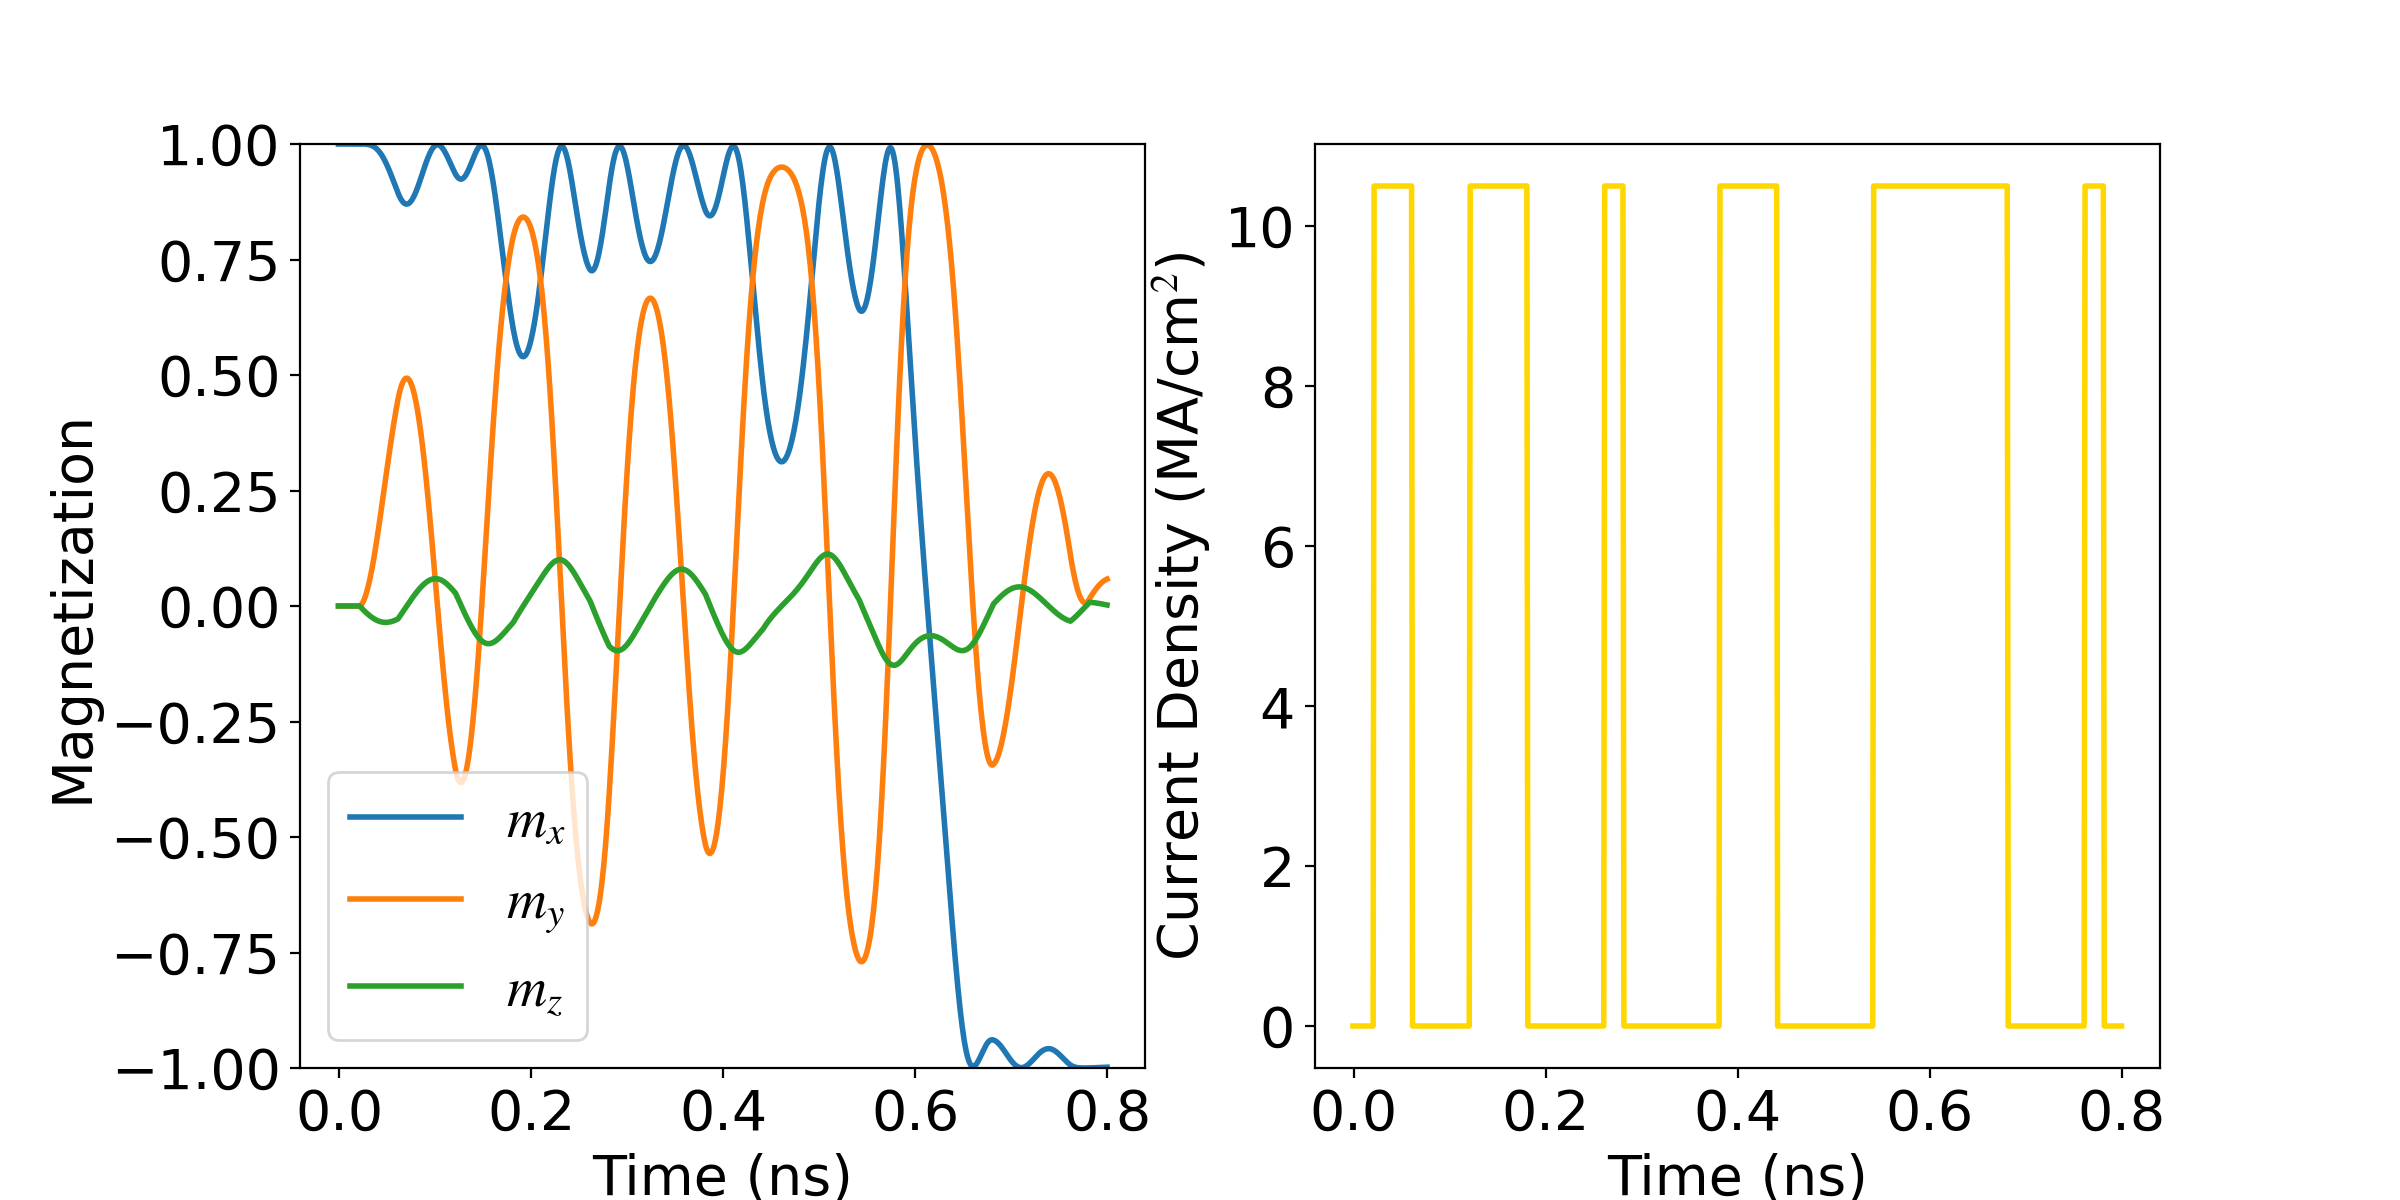 1.00
0.75
0.50
0.25
0.00
−0.25
−0.50
−0.75
−1.00
Magnetization
m_x
m_y
m_z
0.0 0.2 0.4 0.6 0.8
Time (ns)
10
8
6
4
2
0
Current Density (MA/cm²)
0.0 0.2 0.4 0.6 0.8
Time (ns)